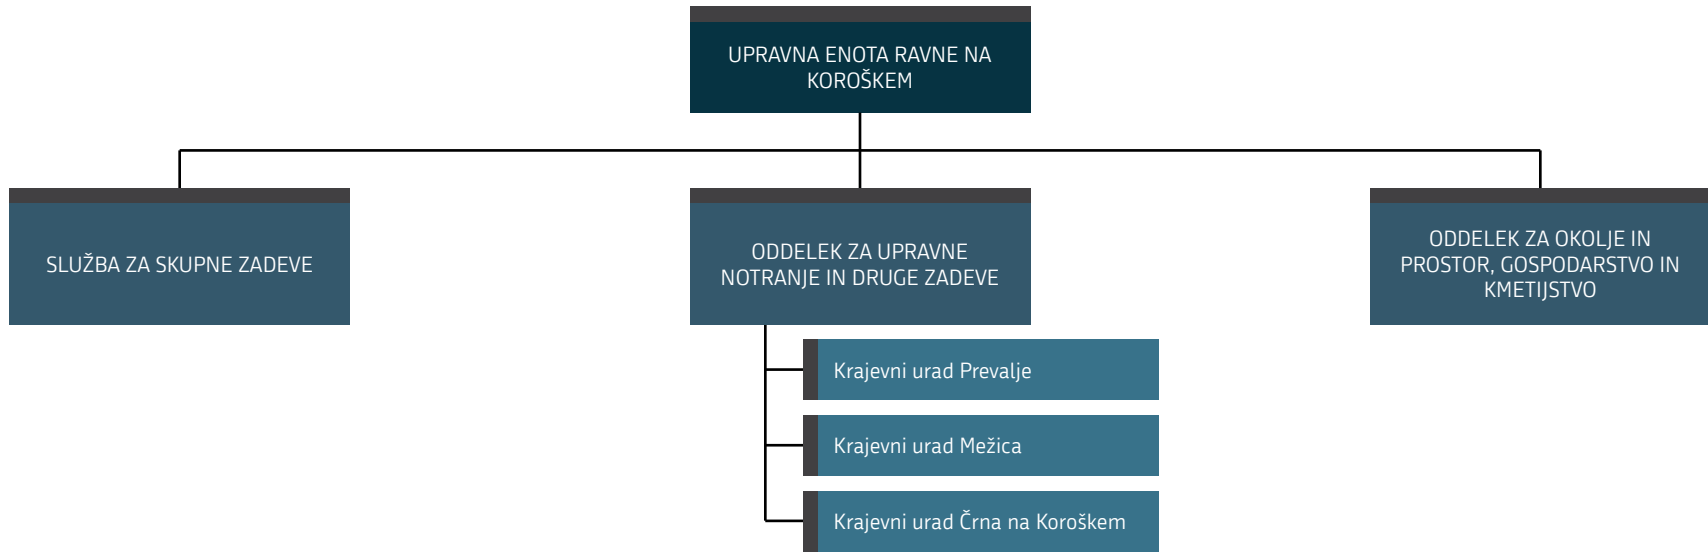 UPRAVNA ENOTA RAVNE NA
KOROŠKEM
SLUŽBA ZA SKUPNE ZADEVE
ODDELEK ZA UPRAVNE
NOTRANJE IN DRUGE ZADEVE
ODDELEK ZA OKOLJE IN
PROSTOR, GOSPODARSTVO IN
KMETIJSTVO
Krajevni urad Prevalje
Krajevni urad Mežica
Krajevni urad Črna na Koroškem